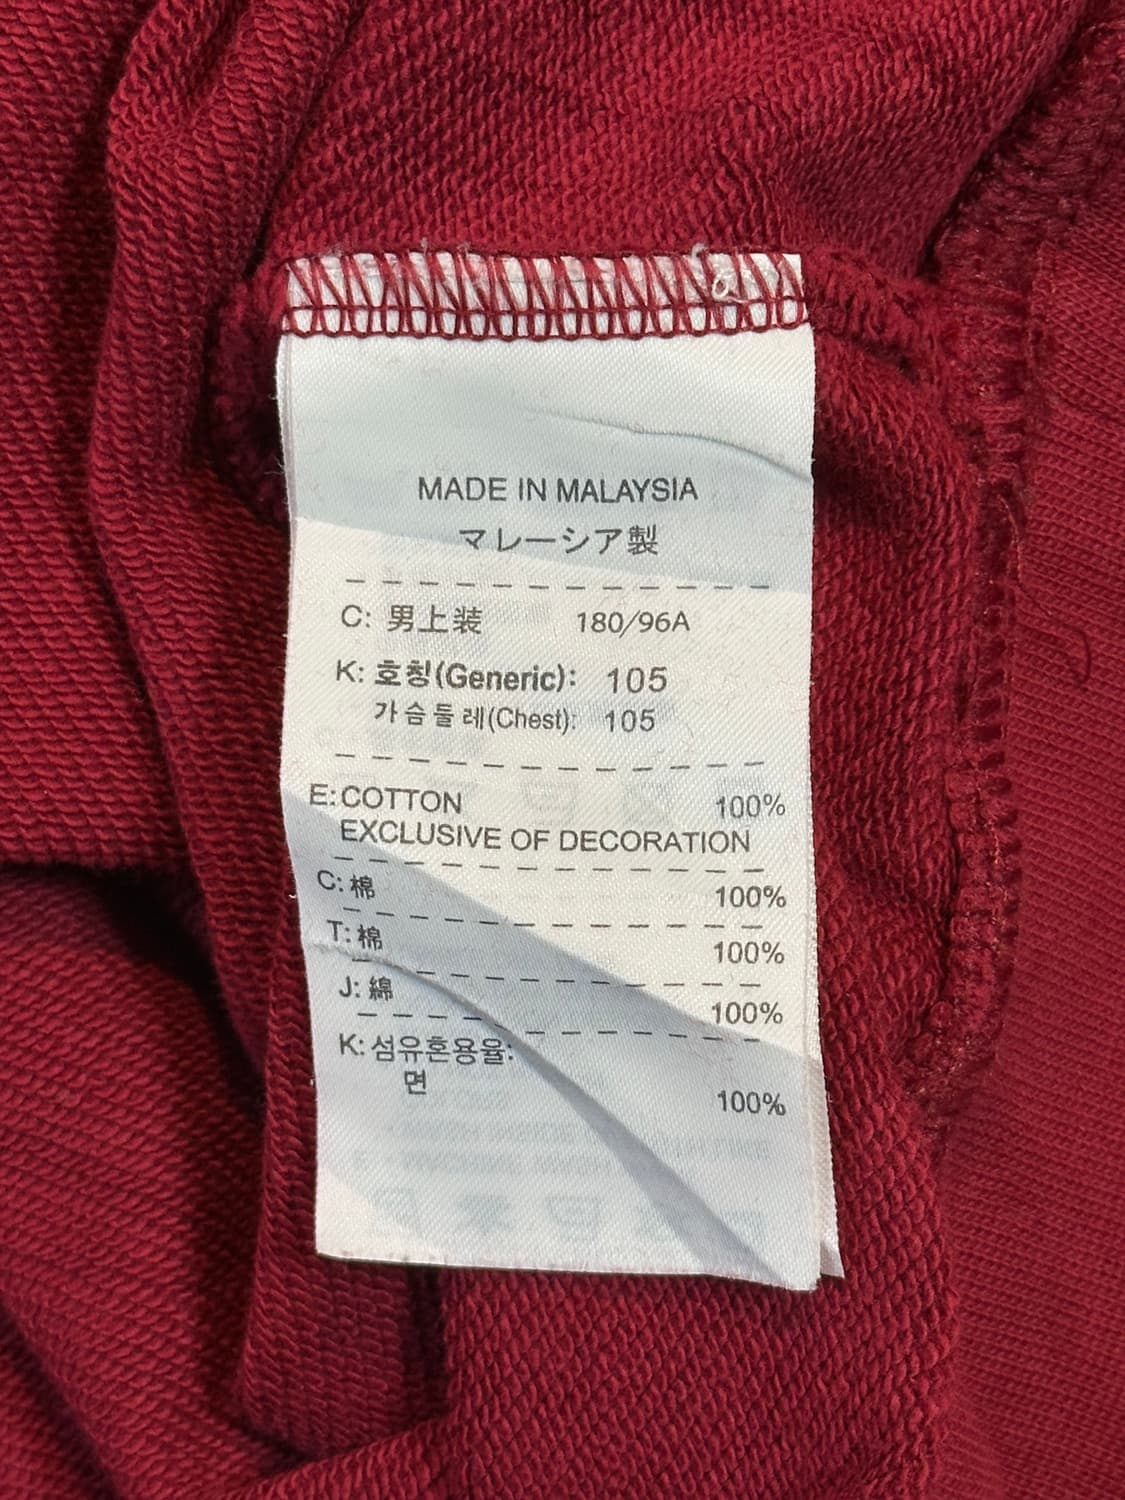 MADE IN MALAYSIA
マレーシア製
C: 男上装 180/96A
K: 호칭(Generic): 105
가슴둘레(Chest): 105
E: COTTON 100%
EXCLUSIVE OF DECORATION
C: 棉 100%
T: 棉 100%
J: 綿 100%
K: 섬유혼용율:
면 100%